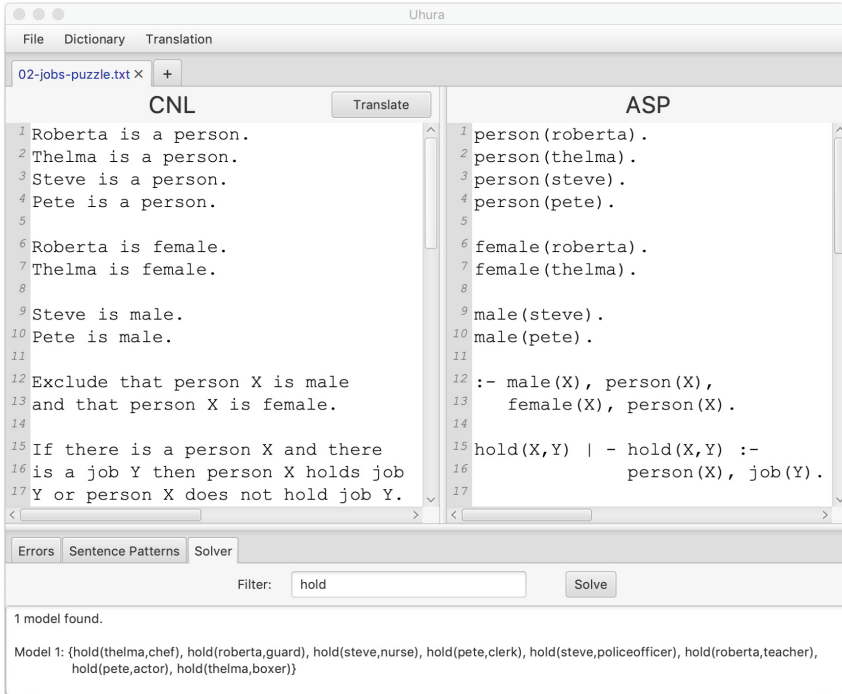 Uhura
File Dictionary Translation
02-jobs-puzzle.txt × +
CNL Translate
1 Roberta is a person.
2 Thelma is a person.
3 Steve is a person.
4 Pete is a person.
5
6 Roberta is female.
7 Thelma is female.
8
9 Steve is male.
10 Pete is male.
11
12 Exclude that person X is male
13 and that person X is female.
14
15 If there is a person X and there
16 is a job Y then person X holds job
17 Y or person X does not hold job Y.
ASP
1 person(roberta).
2 person(thelma).
3 person(steve).
4 person(pete).
5
6 female(roberta).
7 female(thelma).
8
9 male(steve).
10 male(pete).
11
12 :- male(X), person(X),
13 female(X), person(X).
14
15 hold(X,Y) | - hold(X,Y) :-
16 person(X), job(Y).
17
Errors Sentence Patterns Solver
Filter: hold Solve
1 model found.
Model 1: {hold(thelma,chef), hold(roberta,guard), hold(steve,nurse), hold(pete,clerk), hold(steve,policeofficer), hold(roberta,teacher),
hold(pete,actor), hold(thelma,boxer)}